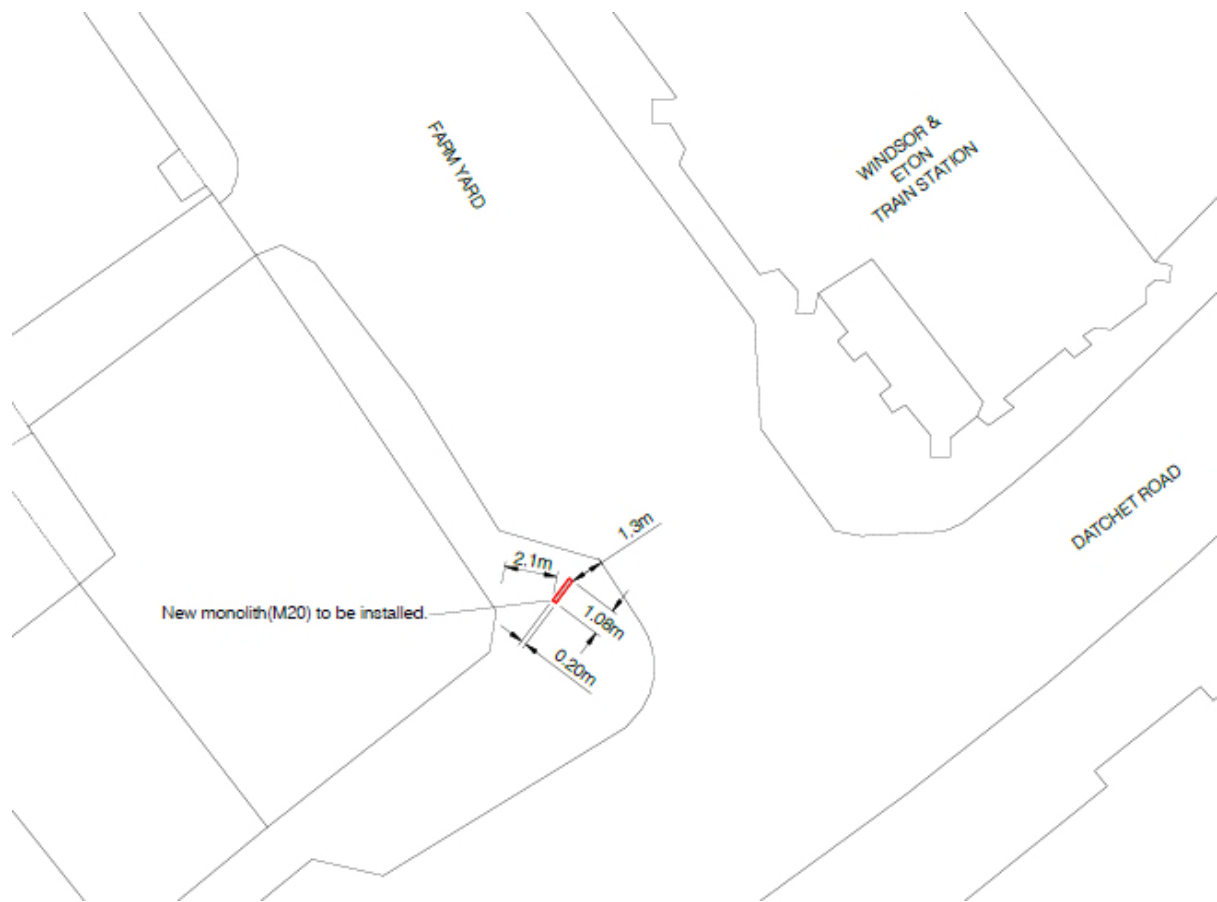 FARM YARD
WINDSOR &
ETON
TRAIN STATION
DATCHET ROAD
1,3m
2.1m
New monolith(M20) to be installed.
1.08m
0.20m